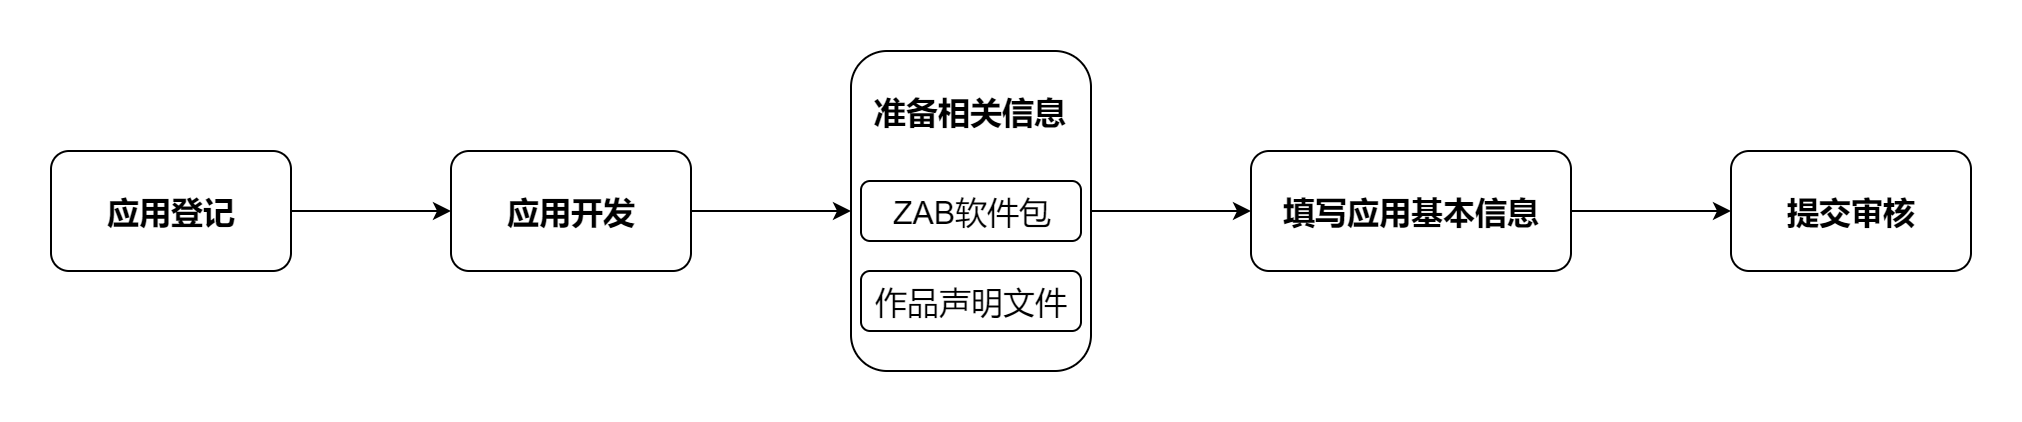 应用登记
应用开发
准备相关信息
ZAB软件包
作品声明文件
填写应用基本信息
提交审核